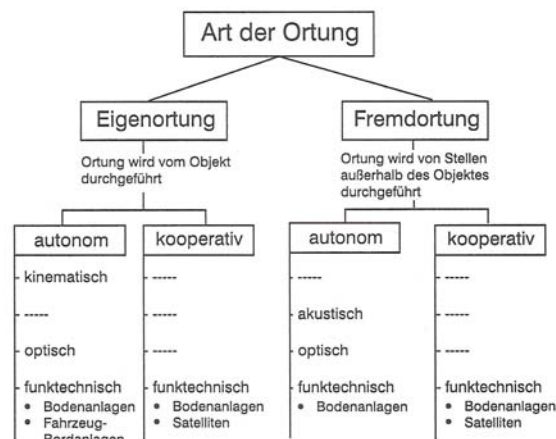 Art der Ortung
Eigenortung
Ortung wird vom Objekt
durchgeführt
autonom
- kinematisch
- -----
- optisch
- funktechnisch
• Bodenanlagen
• Fahrzeug-
Bordanlagen
kooperativ
- -----
- -----
- -----
- funktechnisch
• Bodenanlagen
• Satelliten
Fremdortung
Ortung wird von Stellen
außerhalb des Objektes
durchgeführt
autonom
- -----
- akustisch
- optisch
- funktechnisch
• Bodenanlagen
kooperativ
- -----
- -----
- -----
- funktechnisch
• Bodenanlagen
• Satelliten